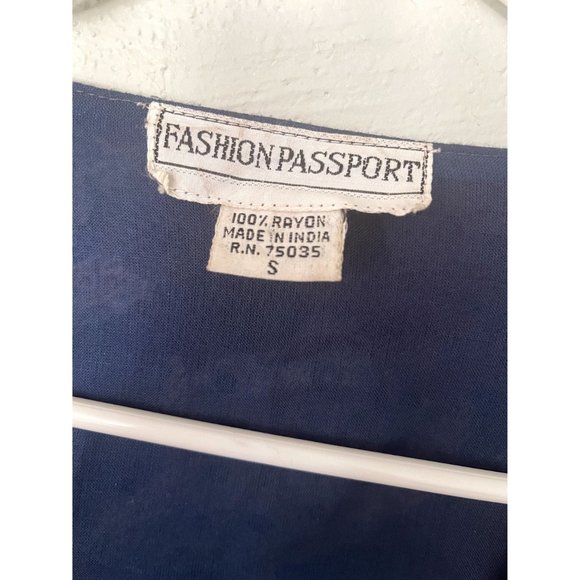 FASHION PASSPORT
100% RAYON
MADE IN INDIA
R.N. 75035
S